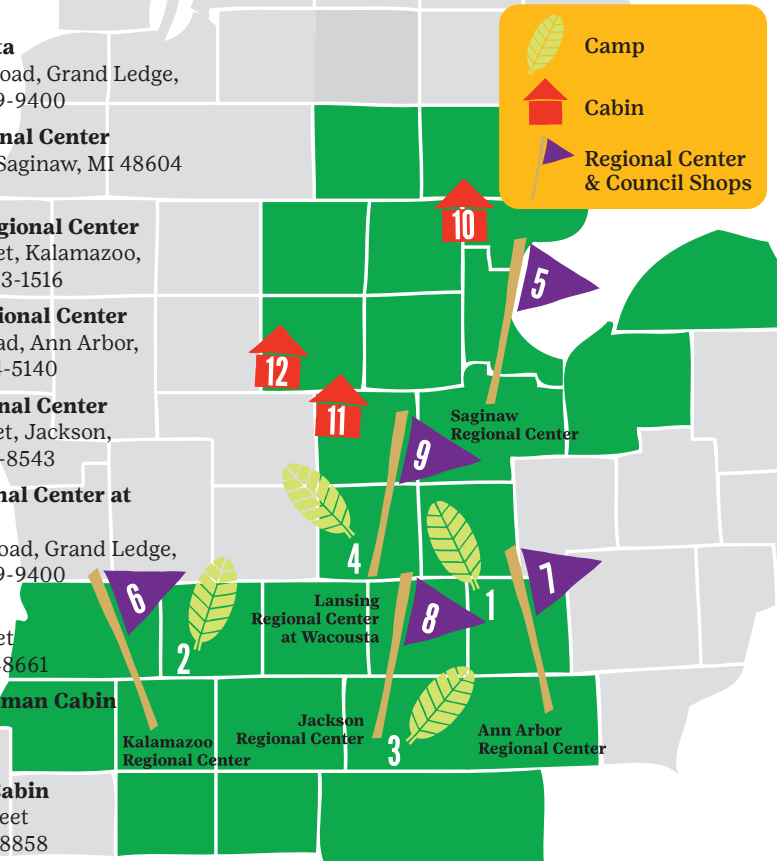 ta
oad, Grand Ledge,
9-9400
nal Center
Saginaw, MI 48604
gional Center
et, Kalamazoo,
3-1516
ional Center
ad, Ann Arbor,
4-5140
nal Center
et, Jackson,
-8543
nal Center at
oad, Grand Ledge,
9-9400
et
48661
man Cabin
Cabin
eet
8858
Camp
Cabin
Regional Center
& Council Shops
10
5
12
11
Saginaw
Regional Center
9
4
1
7
6
2
Lansing
Regional Center
at Wacousta
8
Jackson
Regional Center
3
Ann Arbor
Regional Center
Kalamazoo
Regional Center